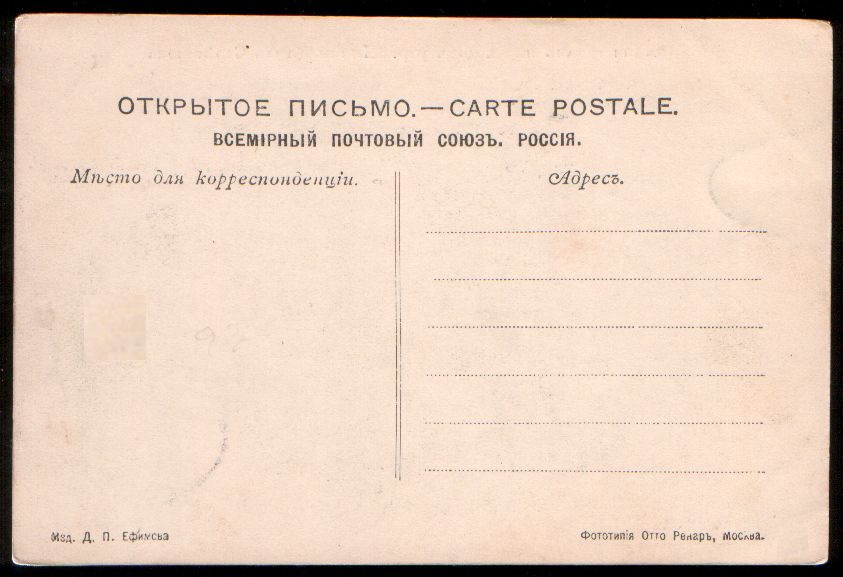 ОТКРЫТОЕ ПИСЬМО.—CARTE POSTALE.
ВСЕМІРНЫЙ ПОЧТОВЫЙ СОЮЗЪ. РОССІЯ.
Мѣсто для корреспонденціи.
Адресъ.
Изд. Д. П. Ефимова
Фототипія Отто Ренаръ, Москва.